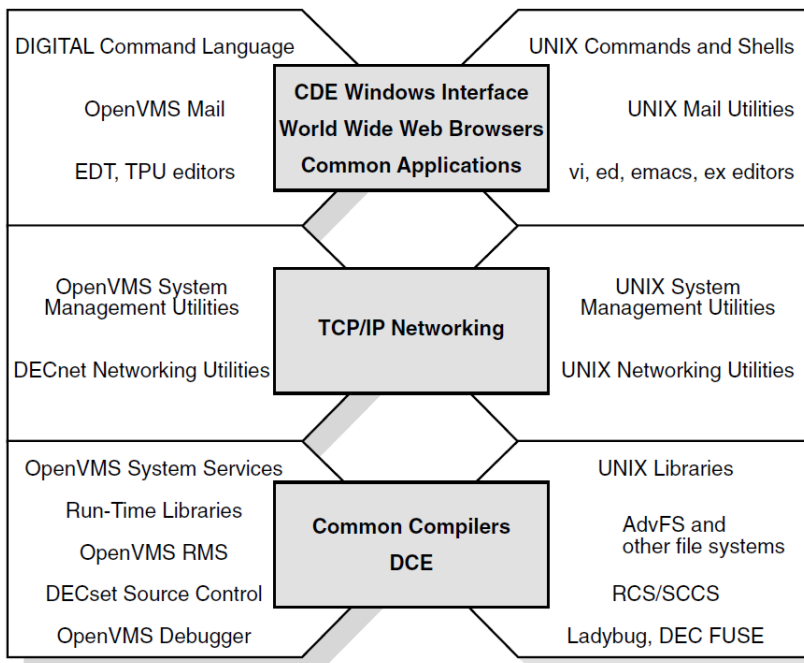 DIGITAL Command Language
OpenVMS Mail
EDT, TPU editors
CDE Windows Interface
World Wide Web Browsers
Common Applications
UNIX Commands and Shells
UNIX Mail Utilities
vi, ed, emacs, ex editors
OpenVMS System
Management Utilities
DECnet Networking Utilities
TCP/IP Networking
UNIX System
Management Utilities
UNIX Networking Utilities
OpenVMS System Services
Run-Time Libraries
OpenVMS RMS
DECset Source Control
OpenVMS Debugger
Common Compilers
DCE
UNIX Libraries
AdvFS and
other file systems
RCS/SCCS
Ladybug, DEC FUSE